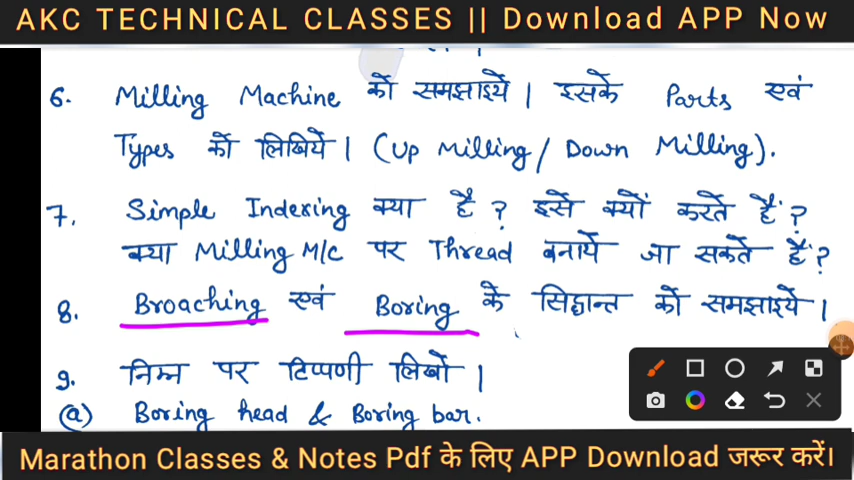 AKC TECHNICAL CLASSES || Download APP Now
6. Milling Machine को समझाइये। इसके Parts एवं
Types को लिखिये। (Up Milling / Down Milling).
7. Simple Indexing क्या है? इसे क्यों करते हैं?
क्या Milling M/C पर Thread बनाये जा सकते हैं?
8. Broaching एवं Boring के सिद्धान्त को समझाइये।
9. निम्न पर टिप्पणी लिखो।
(a) Boring head & Boring bar.
Marathon Classes & Notes Pdf के लिए APP Download जरूर करें।